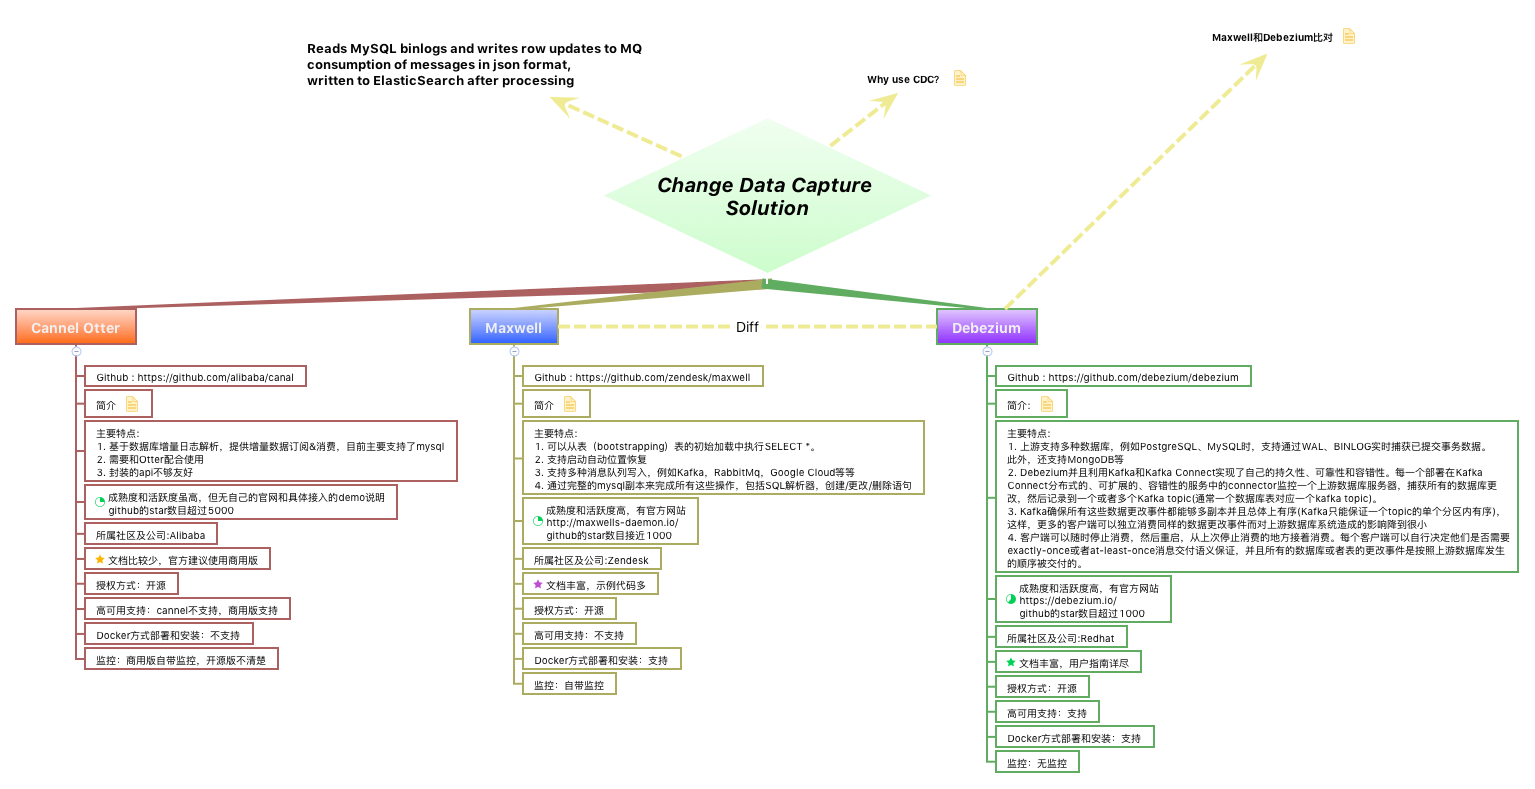 Reads MySQL binlogs and writes row updates to MQ
consumption of messages in json format,
written to ElasticSearch after processing
Why use CDC?
Maxwell和Debezium比对
Change Data Capture
Solution
Cannel Otter
Github : https://github.com/alibaba/canal
简介
主要特点:
1. 基于数据库增量日志解析，提供增量数据订阅&消费，目前主要支持了mysql
2. 需要和Otter配合使用
3. 封装的api不够友好
成熟度和活跃度虽高，但无自己的官网和具体接入的demo说明
github的star数目超过5000
所属社区及公司:Alibaba
文档比较少，官方建议使用商用版
授权方式：开源
高可用支持：cannel不支持，商用版支持
Docker方式部署和安装：不支持
监控：商用版自带监控，开源版不清楚
Maxwell
Diff
Github : https://github.com/zendesk/maxwell
简介
主要特点:
1. 可以从表（bootstrapping）表的初始加载中执行SELECT *。
2. 支持启动自动位置恢复
3. 支持多种消息队列写入，例如Kafka，RabbitMq，Google Cloud等等
4. 通过完整的mysql副本来完成所有这些操作，包括SQL解析器，创建/更改/删除语句
成熟度和活跃度高，有官方网站
http://maxwells-daemon.io/
github的star数目接近1000
所属社区及公司:Zendesk
文档丰富，示例代码多
授权方式：开源
高可用支持：不支持
Docker方式部署和安装：支持
监控：自带监控
Debezium
Github : https://github.com/debezium/debezium
简介：
主要特点:
1. 上游支持多种数据库，例如PostgreSQL、MySQL时，支持通过WAL、BINLOG实时捕获已提交事务数据。
此外，还支持MongoDB等
2. Debezium并且利用Kafka和Kafka Connect实现了自己的持久性、可靠性和容错性。每一个部署在Kafka
Connect分布式的、可扩展的、容错性的服务中的connector监控一个上游数据库服务器，捕获所有的数据库更
改，然后记录到一个或者多个Kafka topic(通常一个数据库表对应一个kafka topic)。
3. Kafka确保所有这些数据更改事件都能够多副本并且总体上有序(Kafka只能保证一个topic的单个分区内有序)，
这样，更多的客户端可以独立消费同样的数据更改事件而对上游数据库系统造成的影响降到很小
4. 客户端可以随时停止消费，然后重启，从上次停止消费的地方接着消费。每个客户端可以自行决定他们是否需要
exactly-once或者at-least-once消息交付语义保证，并且所有的数据库或者表的更改事件是按照上游数据库发生
的顺序被交付的。
成熟度和活跃度高，有官方网站
https://debezium.io/
github的star数目超过1000
所属社区及公司:Redhat
文档丰富，用户指南详尽
授权方式：开源
高可用支持：支持
Docker方式部署和安装：支持
监控：无监控